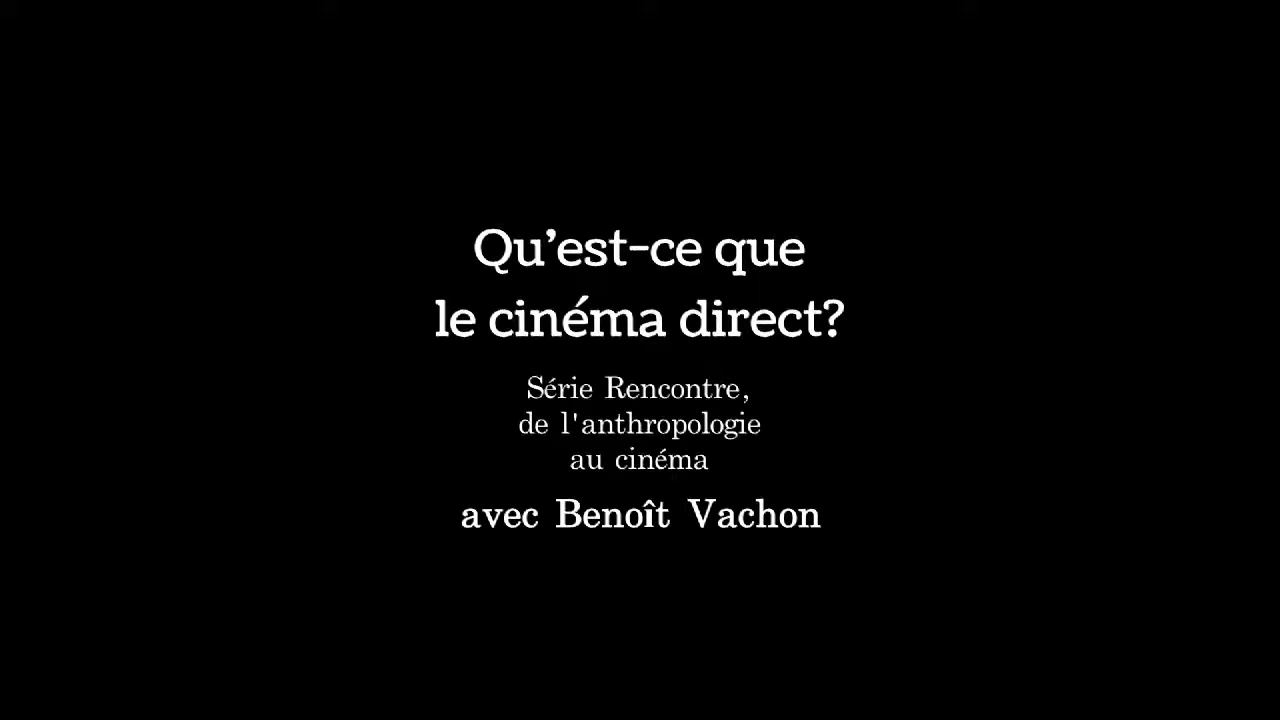 Qu’est-ce que
le cinéma direct?
Série Rencontre,
de l'anthropologie
au cinéma
avec Benoît Vachon